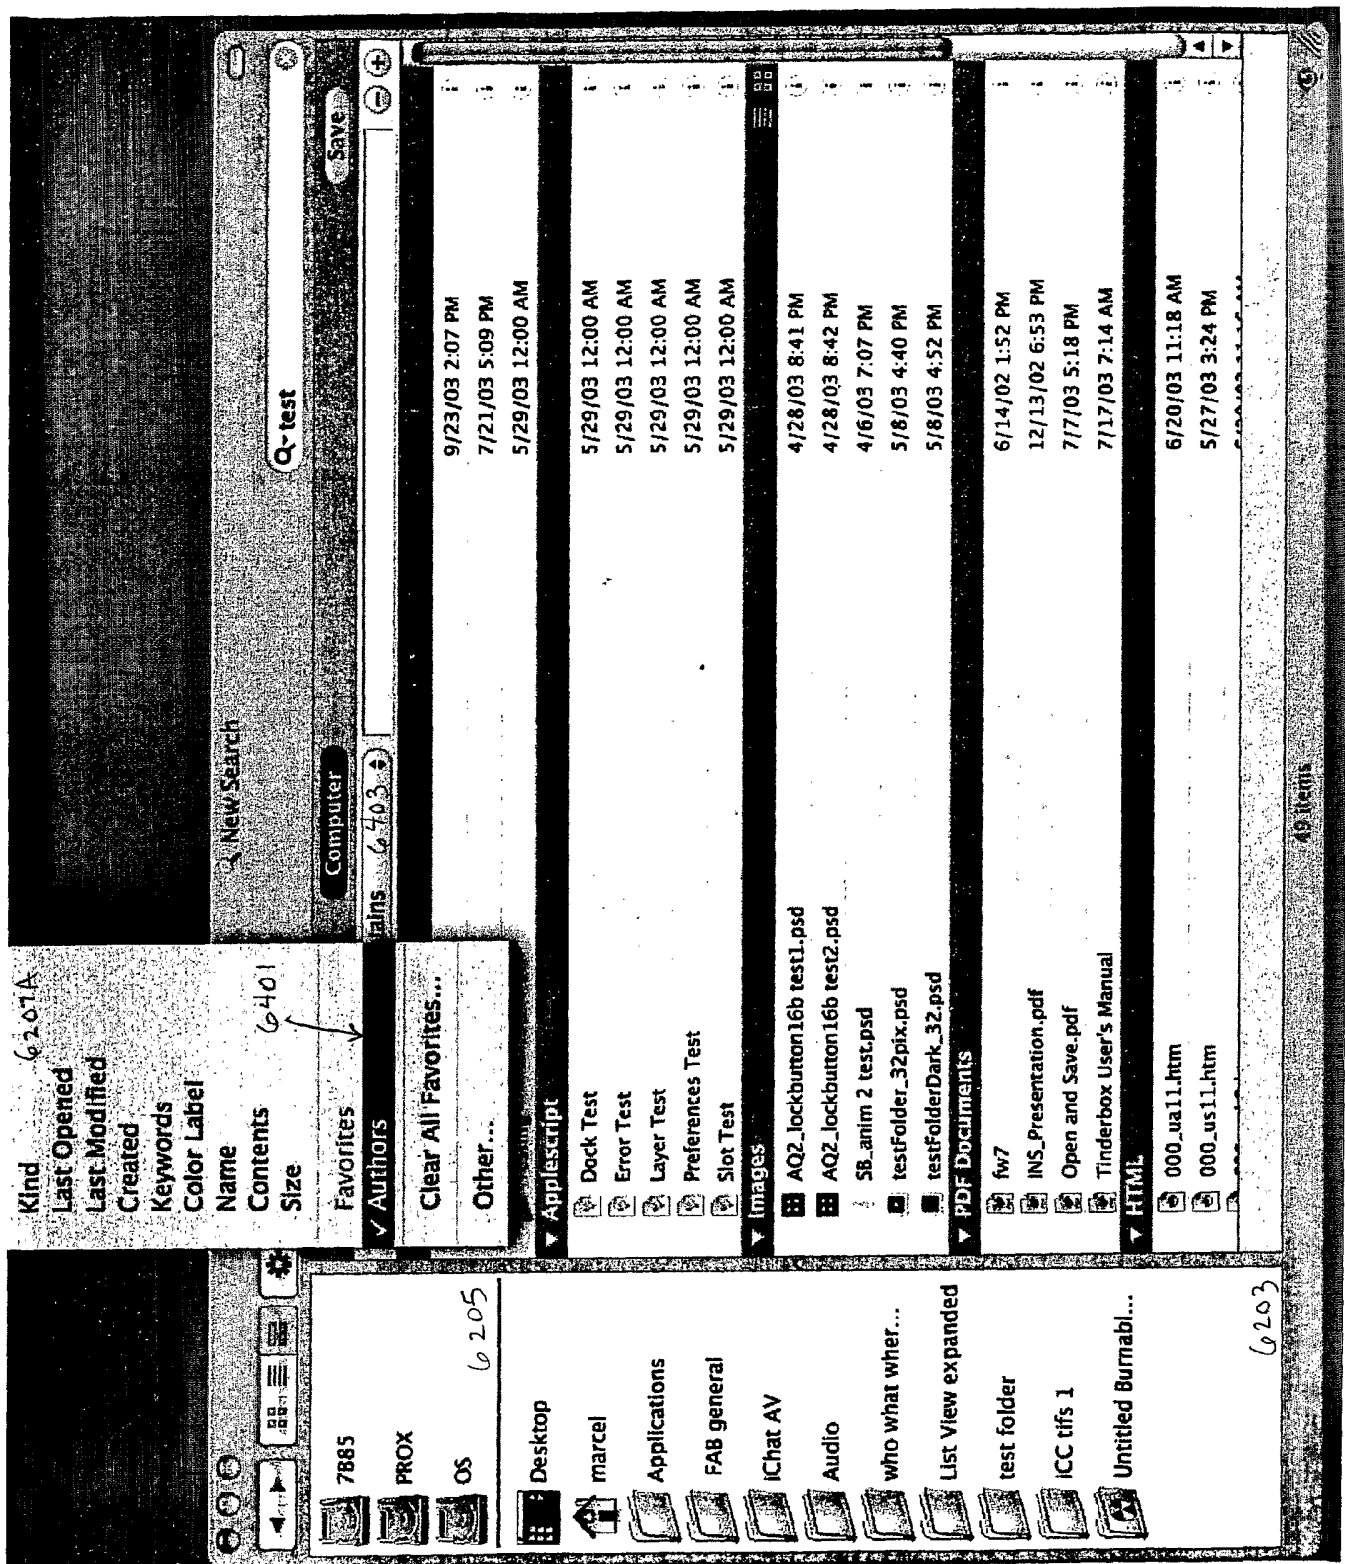 Kind 6207A
Last Opened
Last Modified
Created
Keywords
Color Label
Name
Contents
Size
6401
Favorites
✓ Authors
Clear All Favorites...
Other...
New Search
test
Computer
Save
tains 6403
7B85
PROX
OS
6205
Desktop
marcel
Applications
FAB general
iChat AV
Audio
who what wher...
List View expanded
test folder
iCC tifs 1
Untitled Burnabl...
6203
9/23/03 2:07 PM
7/21/03 5:09 PM
5/29/03 12:00 AM
▼ Applescript
Dock Test 5/29/03 12:00 AM
Error Test 5/29/03 12:00 AM
Layer Test 5/29/03 12:00 AM
Preferences Test 5/29/03 12:00 AM
Slot Test 5/29/03 12:00 AM
▼ Images
AQ2_lockbutton16b test1.psd 4/28/03 8:41 PM
AQ2_lockbutton16b test2.psd 4/28/03 8:42 PM
SB_anim 2 test.psd 4/6/03 7:07 PM
testFolder_32pix.psd 5/8/03 4:40 PM
testFolderDark_32.psd 5/8/03 4:52 PM
▼ PDF Documents
fw7 6/14/02 1:52 PM
INS_Presentation.pdf 12/13/02 6:53 PM
Open and Save.pdf 7/7/03 5:18 PM
Tinderbox User's Manual 7/17/03 7:14 AM
▼ HTML
000_ua11.htm 6/20/03 11:18 AM
000_us11.htm 5/27/03 3:24 PM
49 items